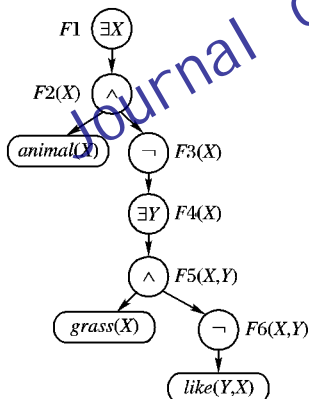 F1 ∃X
F2(X) ∧
animal(X) ¬ F3(X)
∃Y F4(X)
∧ F5(X,Y)
grass(X) ¬ F6(X,Y)
like(Y,X)
Journal